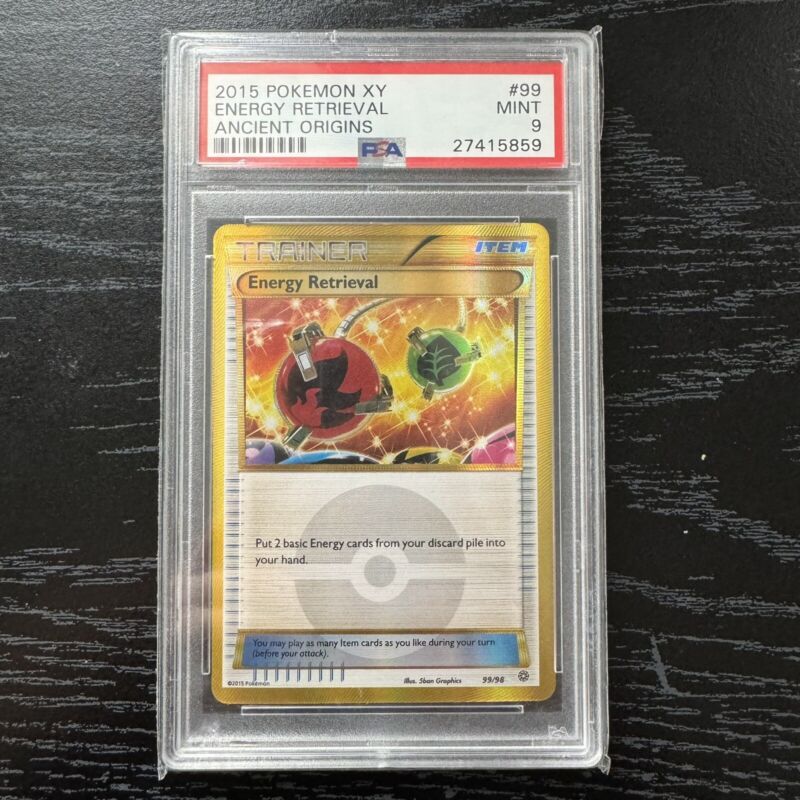 2015 POKEMON XY #99
ENERGY RETRIEVAL MINT
ANCIENT ORIGINS 9
PSA 27415859
TRAINER ITEM
Energy Retrieval
Put 2 basic Energy cards from your discard pile into
your hand.
You may play as many Item cards as you like during your turn
(before your attack).
©2015 Pokémon Illus. 5ban Graphics 99/98